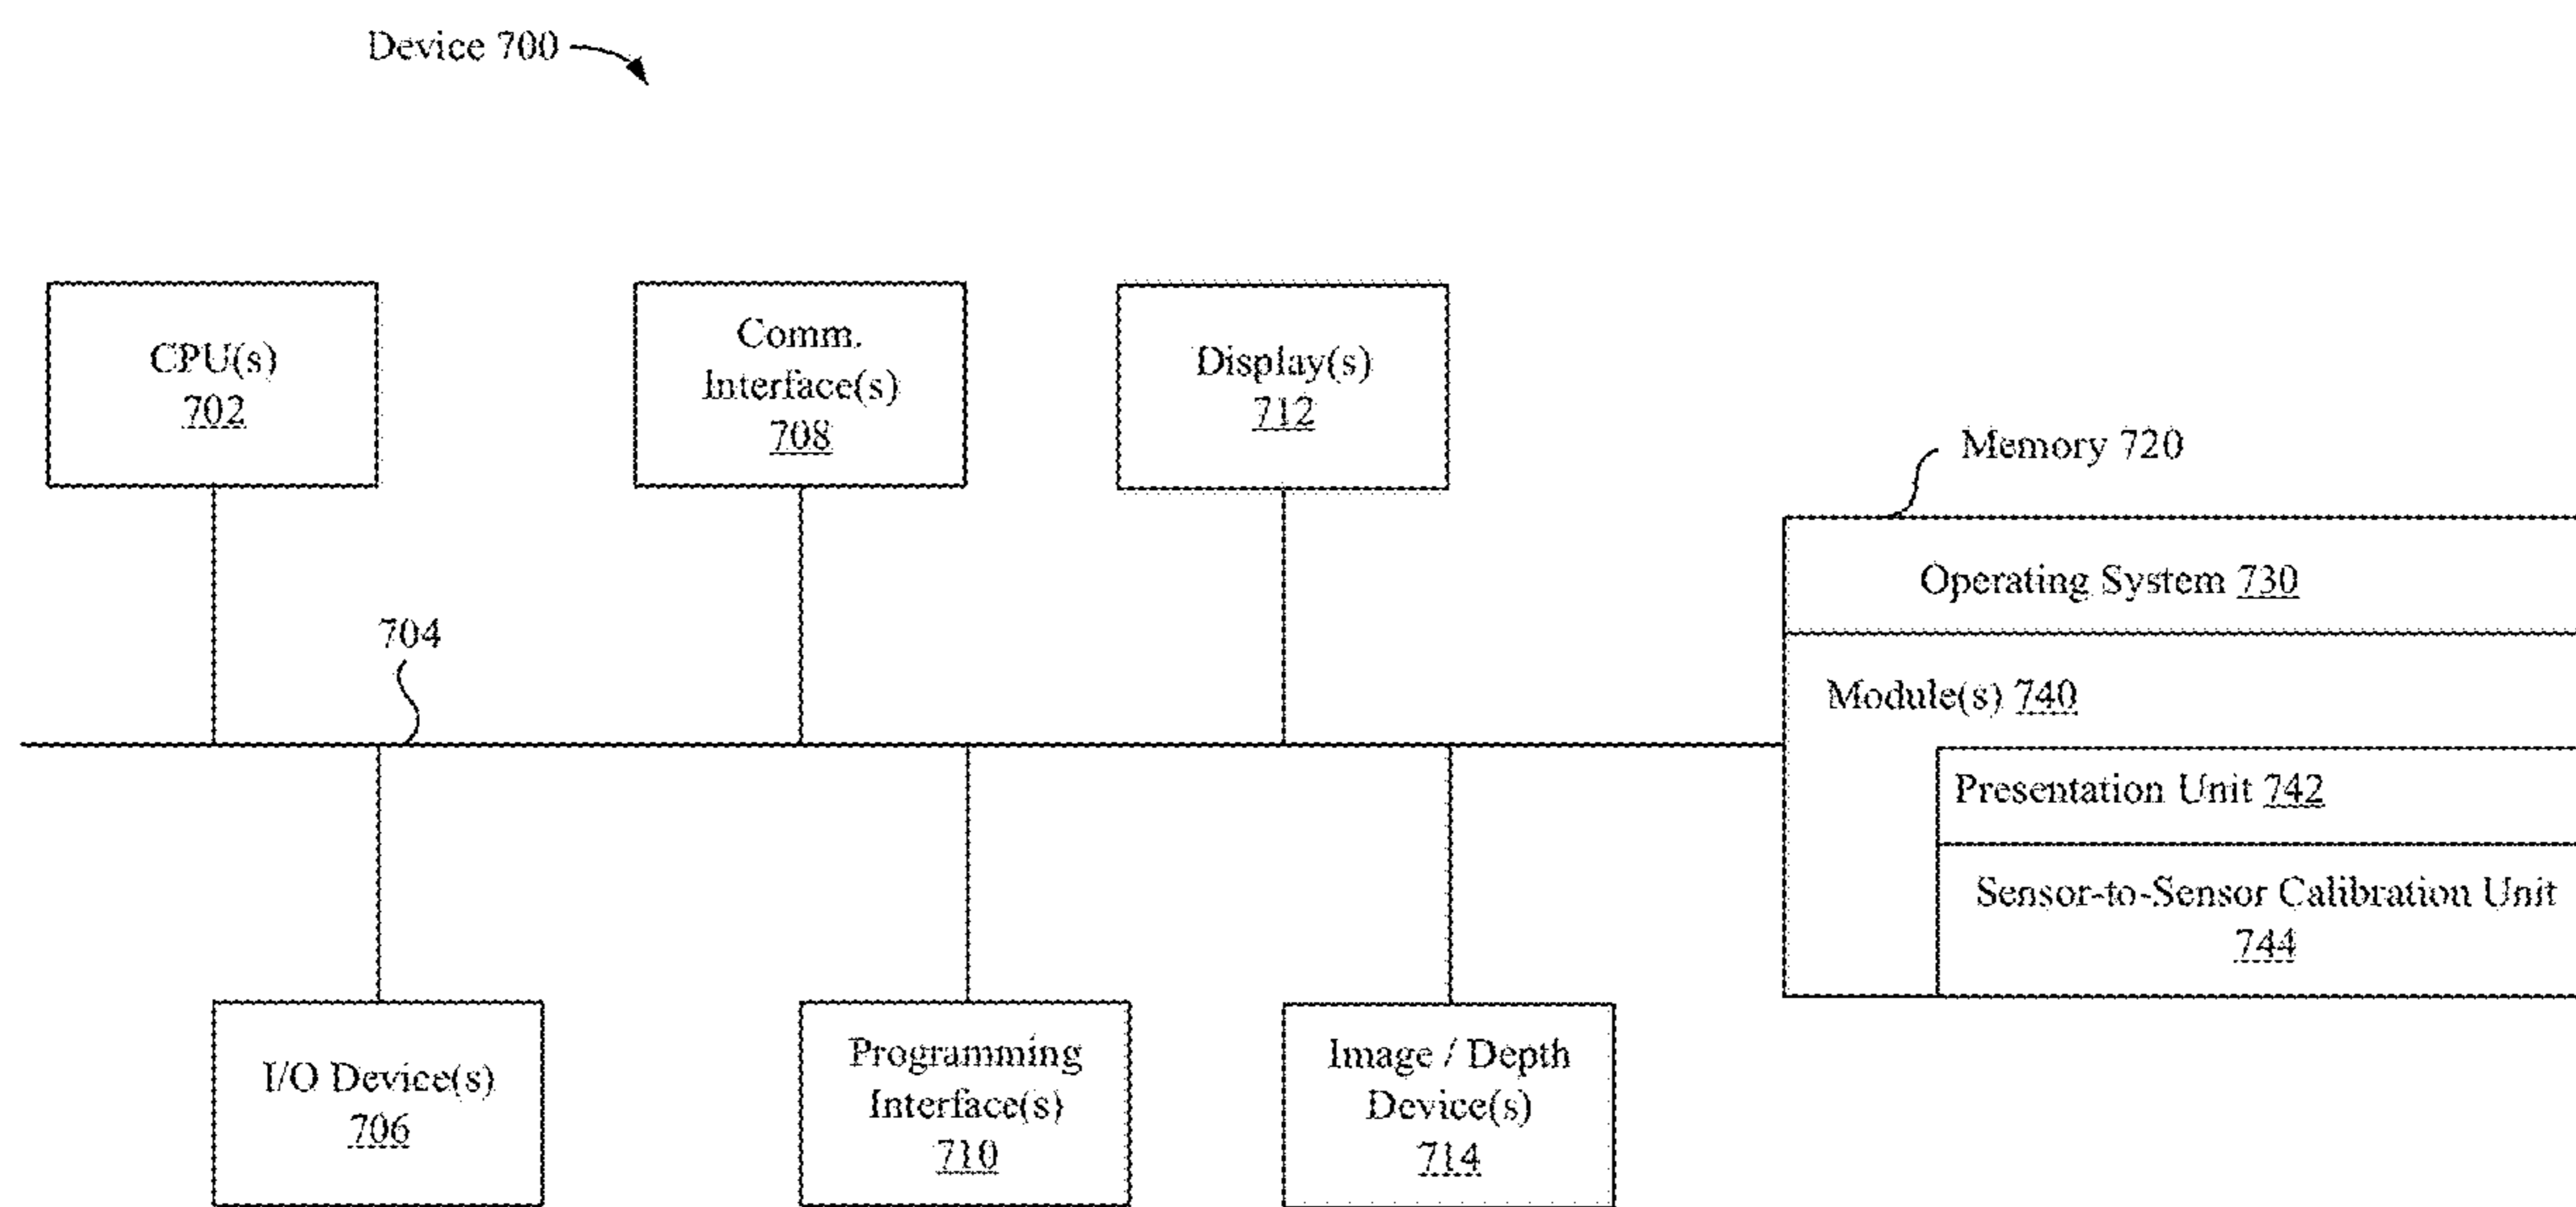 Device 700
CPU(s)
702
Comm.
Interface(s)
708
Display(s)
712
Memory 720
Operating System 730
704
Module(s) 740
Presentation Unit 742
Sensor-to-Sensor Calibration Unit
744
I/O Device(s)
706
Programming
Interface(s)
710
Image / Depth
Device(s)
714